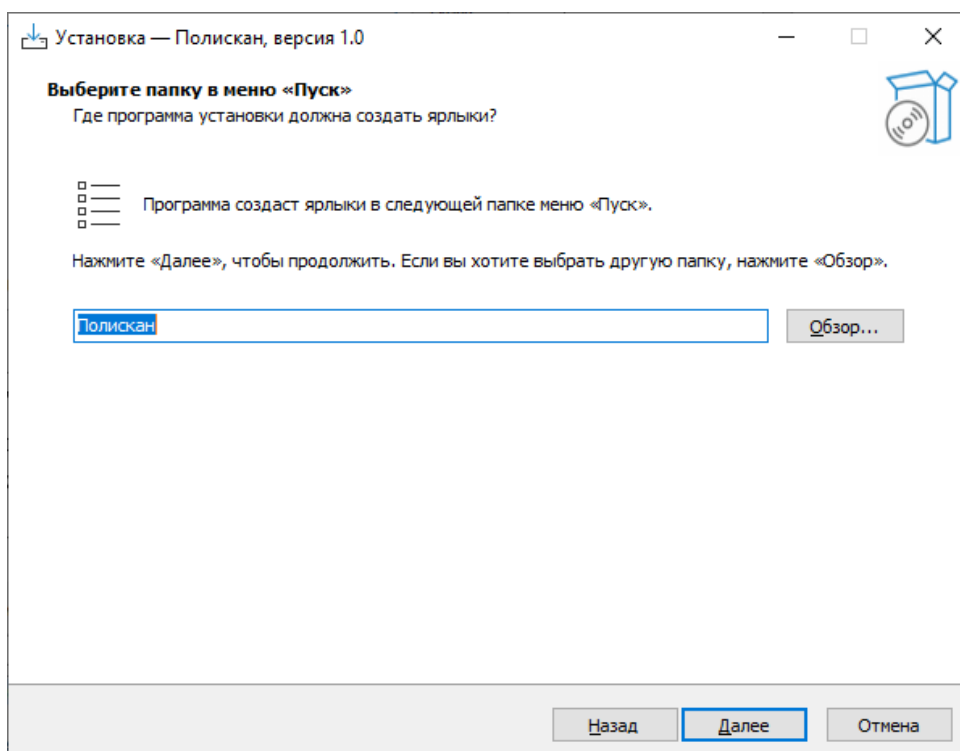 Установка — Полискан, версия 1.0
Выберите папку в меню «Пуск»
Где программа установки должна создать ярлыки?
Программа создаст ярлыки в следующей папке меню «Пуск».
Нажмите «Далее», чтобы продолжить. Если вы хотите выбрать другую папку, нажмите «Обзор».
Полискан
Обзор...
Назад
Далее
Отмена